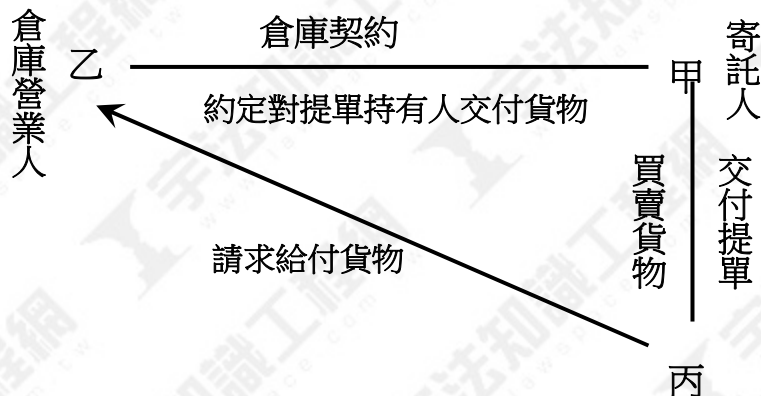 倉庫營業人
乙
倉庫契約
約定對提單持有人交付貨物
甲
寄託人
買賣貨物
交付提單
請求給付貨物
丙